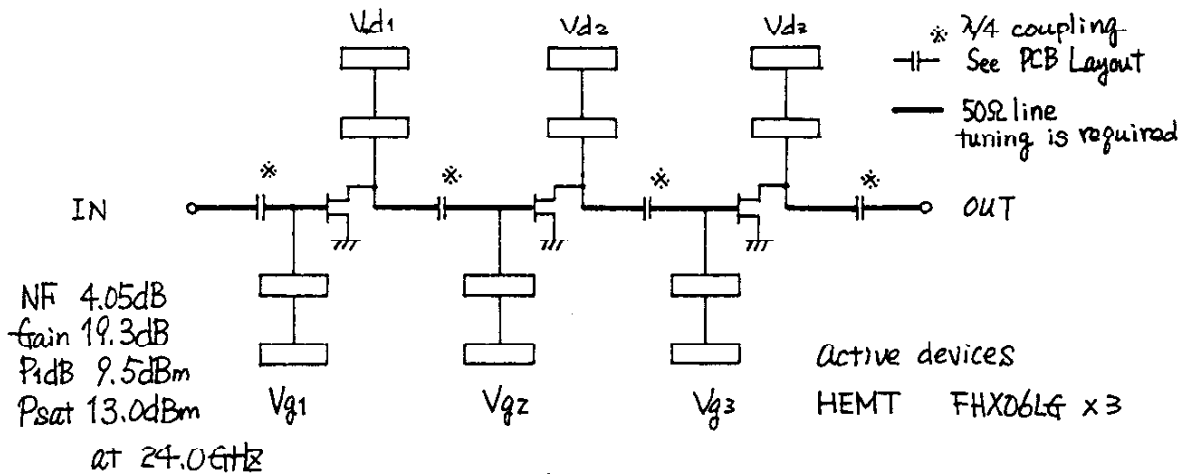 Vd1
Vd2
Vd3
※ λ/4 coupling
See PCB Layout
50Ω line
tuning is required
※
※
※
※
IN
OUT
NF 4.05dB
Gain 19.3dB
P1dB 9.5dBm
Psat 13.0dBm
at 24.0GHz
Vg1
Vg2
Vg3
active devices
HEMT FHX06LG x3